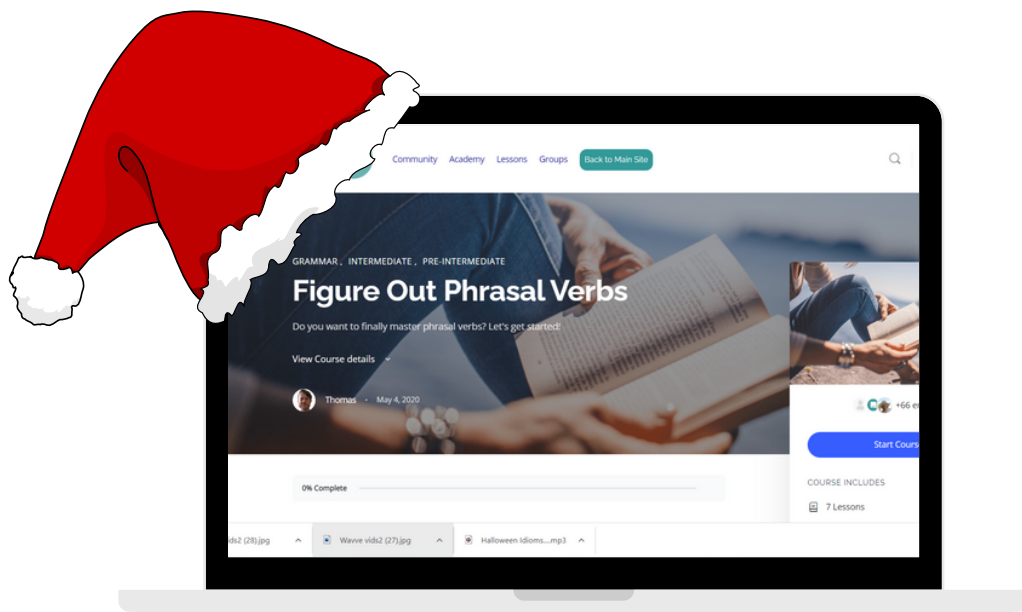 Community Academy Lessons Groups Back to Main Site
GRAMMAR , INTERMEDIATE , PRE-INTERMEDIATE
Figure Out Phrasal Verbs
Do you want to finally master phrasal verbs? Let's get started!
View Course details
Thomas - May 4, 2020
+66 e
Start Cours
COURSE INCLUDES
7 Lessons
0% Complete
ds2 (28).jpg
Wavve vids2 (27).jpg
Halloween Idioms....mp3